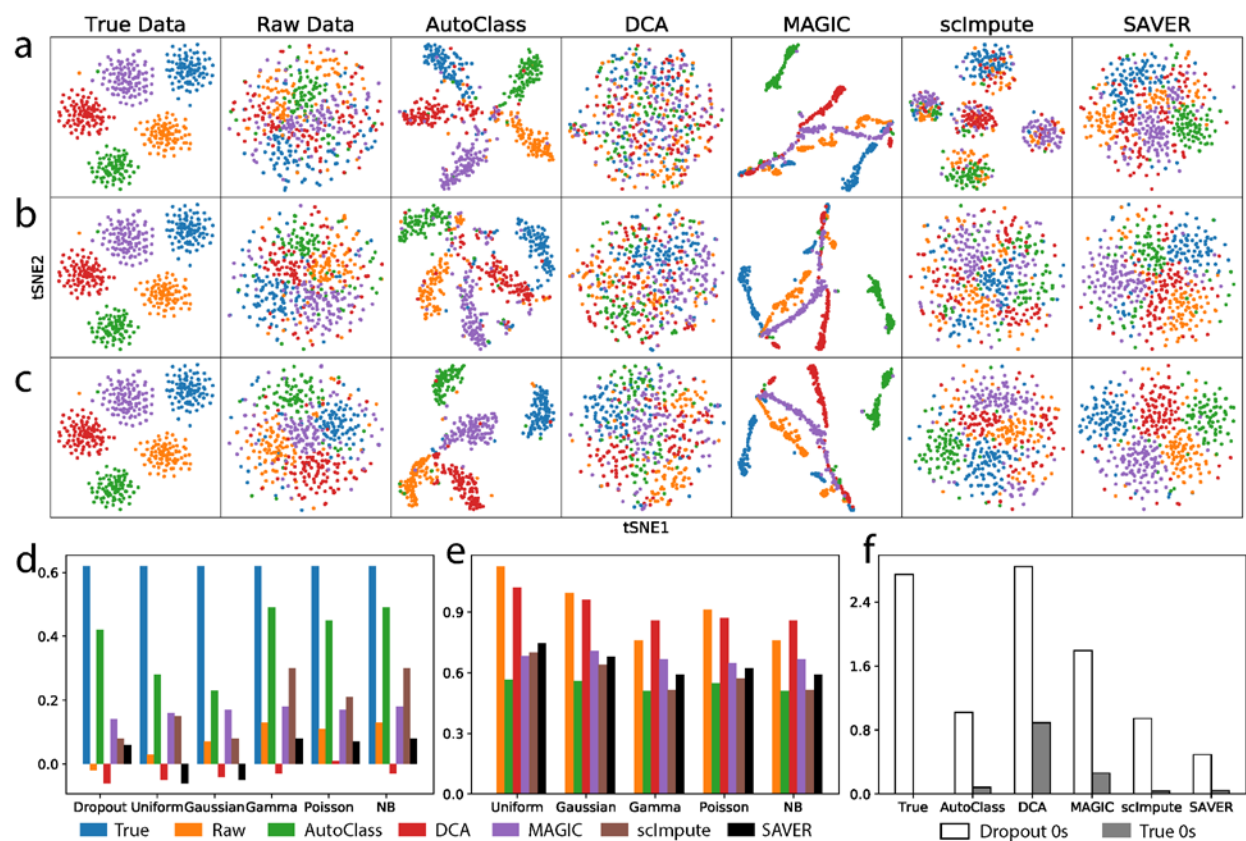 True Data Raw Data AutoClass DCA MAGIC scImpute SAVER
a
b
c
tSNE2
tSNE1
d e f
0.6
0.4
0.2
0.0
Dropout Uniform Gaussian Gamma Poisson NB
0.9
0.6
0.3
0.0
Uniform Gaussian Gamma Poisson NB
2.4
1.6
0.8
0.0
True AutoClass DCA MAGIC scImpute SAVER
True Raw AutoClass DCA MAGIC scImpute SAVER
Dropout 0s True 0s